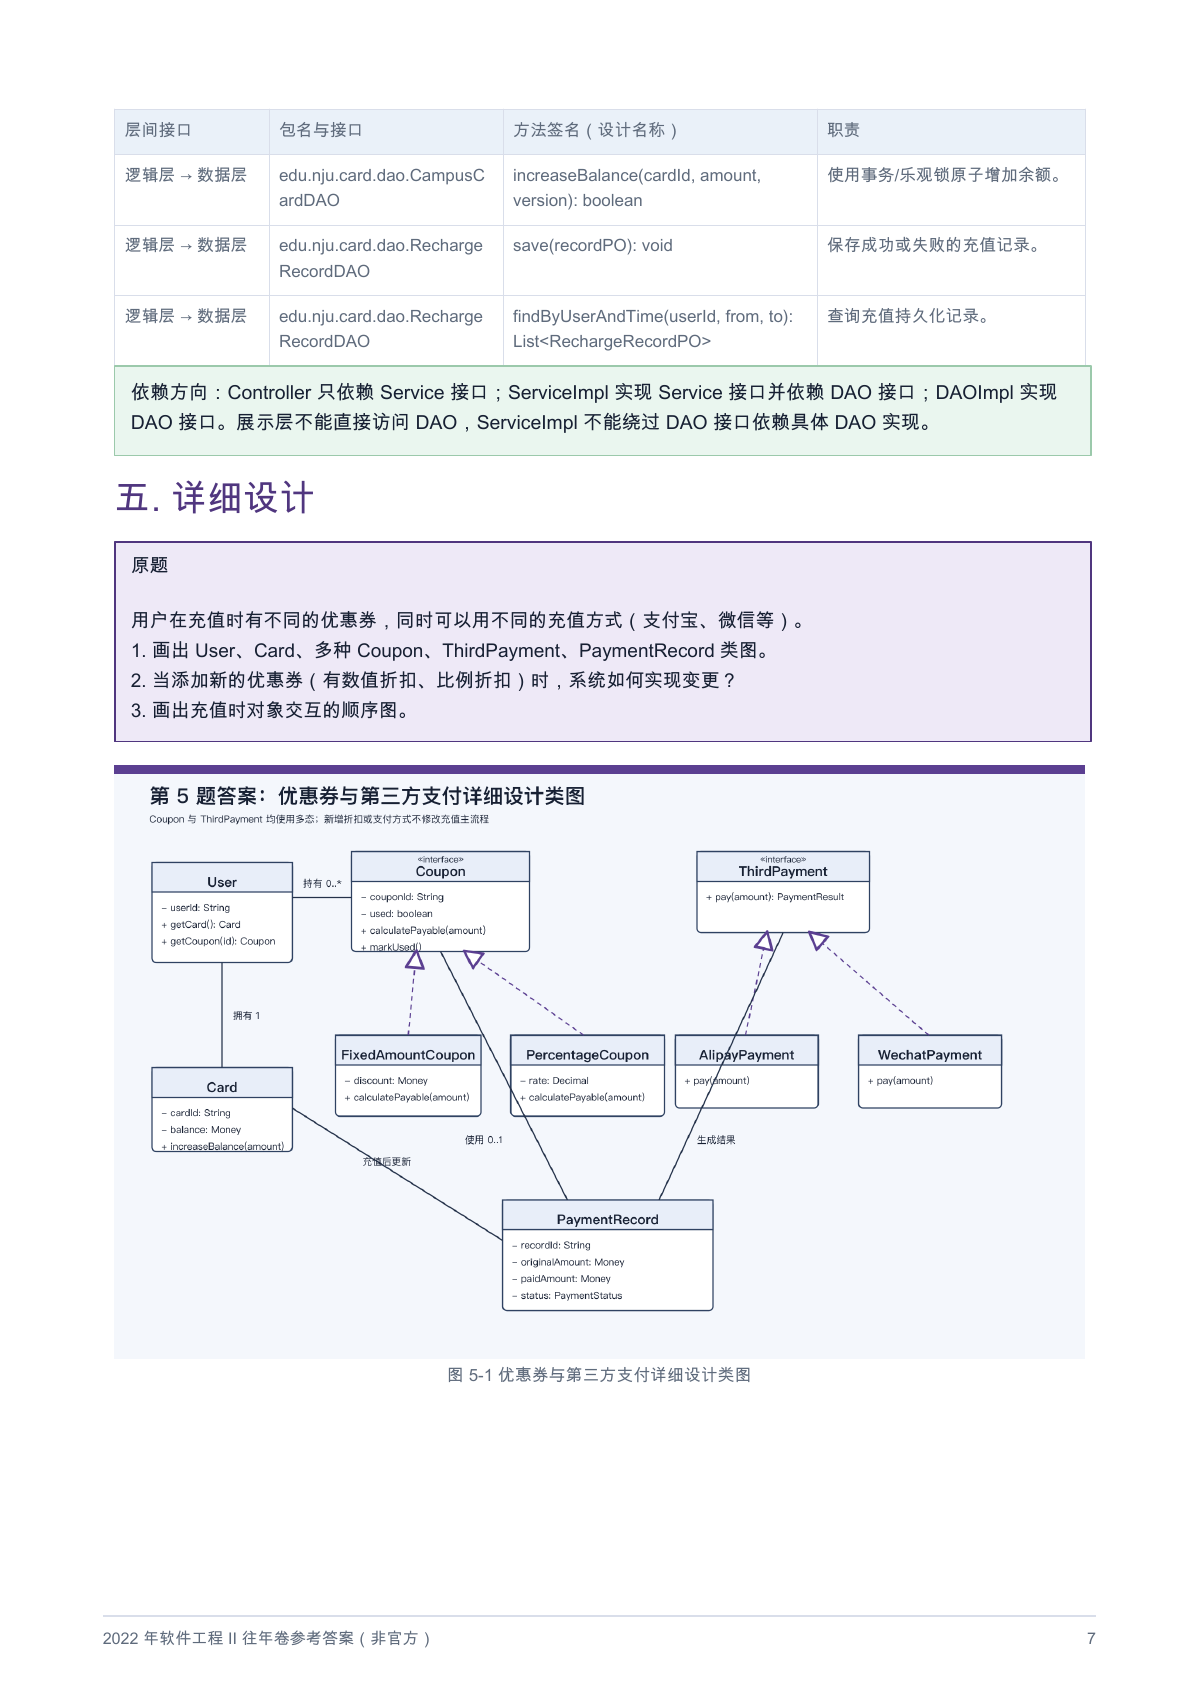 层间接口 包名与接口 方法签名（设计名称） 职责
逻辑层 → 数据层 edu.nju.card.dao.CampusC increaseBalance(cardId, amount, 使用事务/乐观锁原子增加余额。
ardDAO version): boolean
逻辑层 → 数据层 edu.nju.card.dao.Recharge save(recordPO): void 保存成功或失败的充值记录。
RecordDAO
逻辑层 → 数据层 edu.nju.card.dao.Recharge findByUserAndTime(userId, from, to): 查询充值持久化记录。
RecordDAO List<RechargeRecordPO>
依赖方向：Controller 只依赖 Service 接口；ServiceImpl 实现 Service 接口并依赖 DAO 接口；DAOImpl 实现
DAO 接口。展示层不能直接访问 DAO，ServiceImpl 不能绕过 DAO 接口依赖具体 DAO 实现。
五. 详细设计
原题
用户在充值时有不同的优惠券，同时可以用不同的充值方式（支付宝、微信等）。
1. 画出 User、Card、多种 Coupon、ThirdPayment、PaymentRecord 类图。
2. 当添加新的优惠券（有数值折扣、比例折扣）时，系统如何实现变更？
3. 画出充值时对象交互的顺序图。
第 5 题答案：优惠券与第三方支付详细设计类图
Coupon 与 ThirdPayment 均使用多态；新增折扣或支付方式不修改充值主流程
User
– userId: String
+ getCard(): Card
+ getCoupon(id): Coupon
持有 0..*
«interface»
Coupon
– couponId: String
– used: boolean
+ calculatePayable(amount)
+ markUsed()
«interface»
ThirdPayment
+ pay(amount): PaymentResult
拥有 1
FixedAmountCoupon
– discount: Money
+ calculatePayable(amount)
PercentageCoupon
– rate: Decimal
+ calculatePayable(amount)
AlipayPayment
+ pay(amount)
WechatPayment
+ pay(amount)
Card
– cardId: String
– balance: Money
+ increaseBalance(amount)
使用 0..1
生成结果
充值后更新
PaymentRecord
– recordId: String
– originalAmount: Money
– paidAmount: Money
– status: PaymentStatus
图 5-1 优惠券与第三方支付详细设计类图
2022 年软件工程 II 往年卷参考答案（非官方） 7